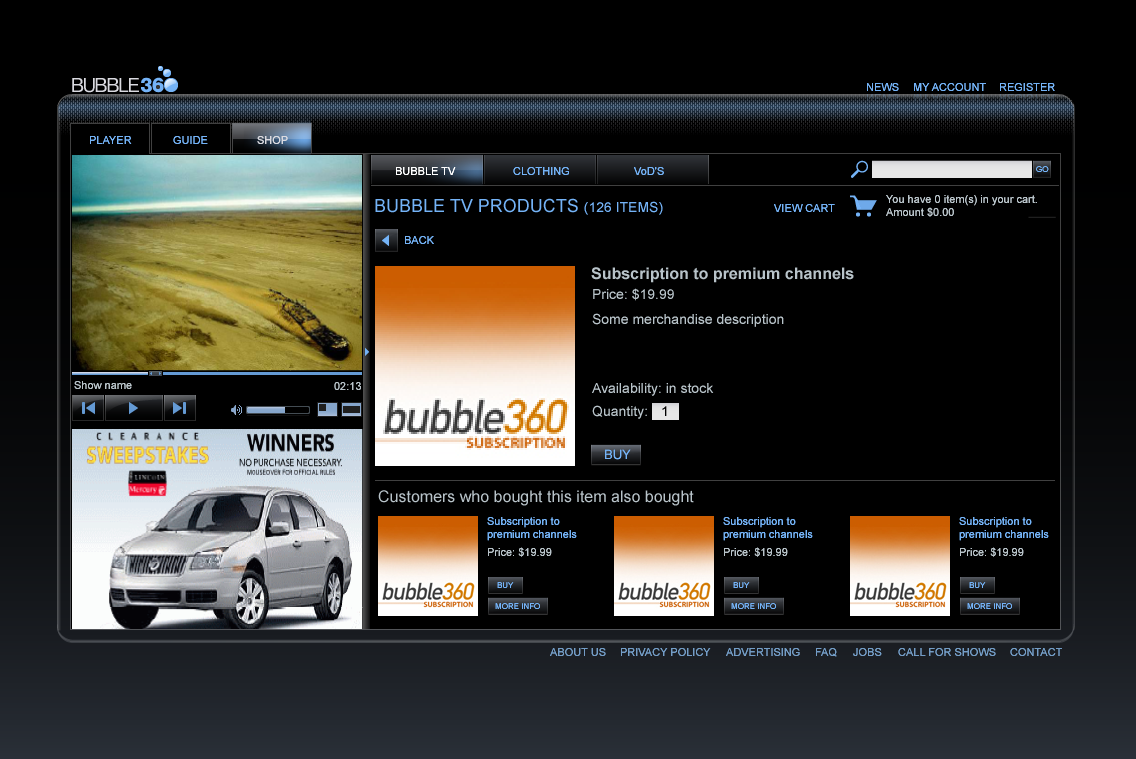 BUBBLE36
NEWS MY ACCOUNT REGISTER
PLAYER GUIDE SHOP
BUBBLE TV CLOTHING VoD'S
GO
BUBBLE TV PRODUCTS (126 ITEMS)
VIEW CART
You have 0 item(s) in your cart.
Amount $0.00
BACK
bubble360
SUBSCRIPTION
Subscription to premium channels
Price: $19.99
Some merchandise description
Availability: in stock
Quantity: 1
BUY
Show name 02:13
CLEARANCE
SWEEPSTAKES
WINNERS
NO PURCHASE NECESSARY.
MOUSEOVER FOR OFFICIAL RULES
LINCOLN
Mercury
Customers who bought this item also bought
bubble360
SUBSCRIPTION
Subscription to
premium channels
Price: $19.99
BUY
MORE INFO
bubble360
SUBSCRIPTION
Subscription to
premium channels
Price: $19.99
BUY
MORE INFO
bubble360
SUBSCRIPTION
Subscription to
premium channels
Price: $19.99
BUY
MORE INFO
ABOUT US PRIVACY POLICY ADVERTISING FAQ JOBS CALL FOR SHOWS CONTACT